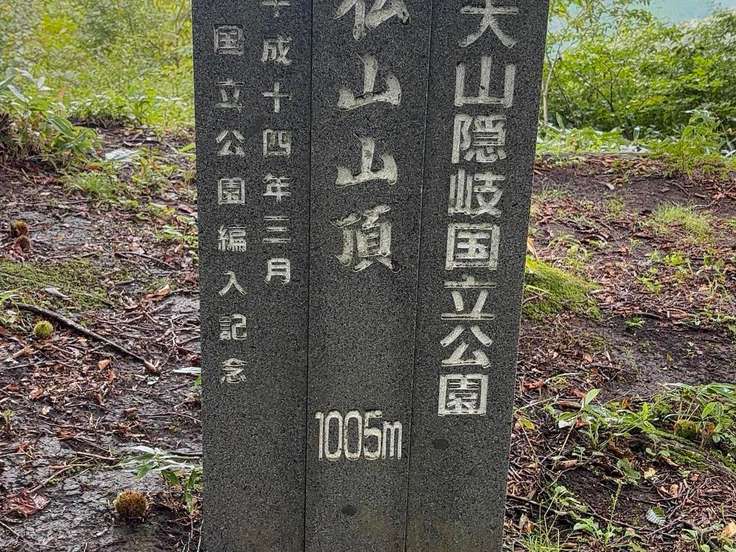 大山隠岐国立公園
仏山山頂
1005m
平成十四年三月
国立公園編入記念